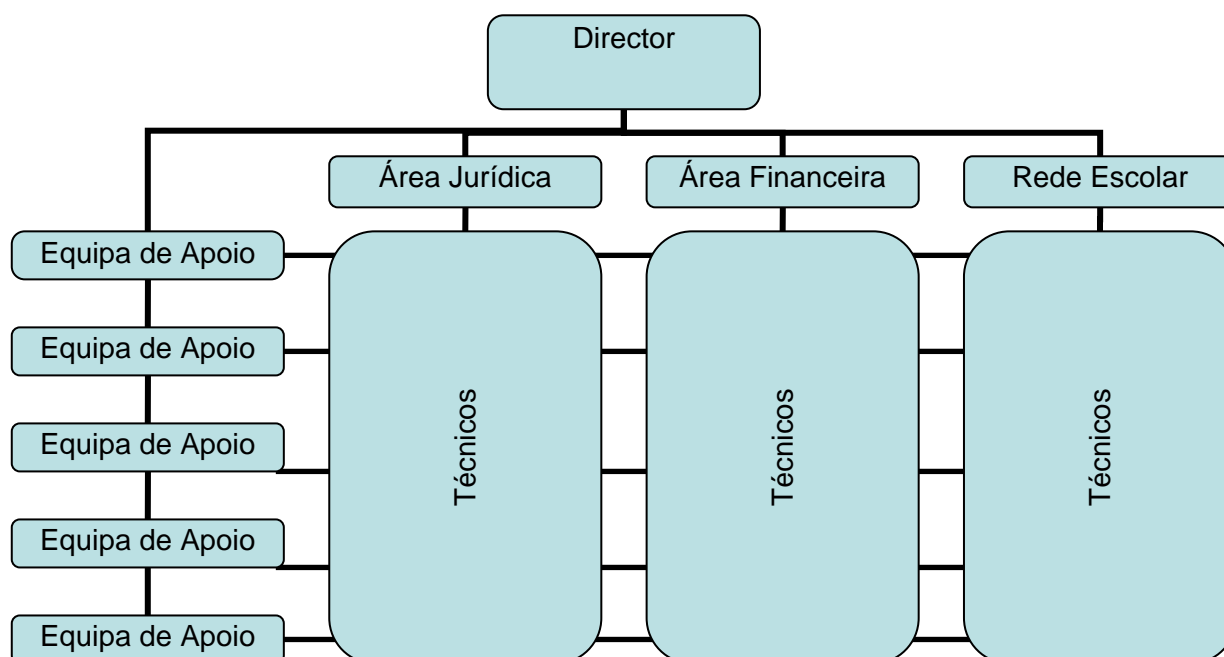 Director
Área Jurídica
Área Financeira
Rede Escolar
Equipa de Apoio
Equipa de Apoio
Equipa de Apoio
Equipa de Apoio
Equipa de Apoio
Técnicos
Técnicos
Técnicos